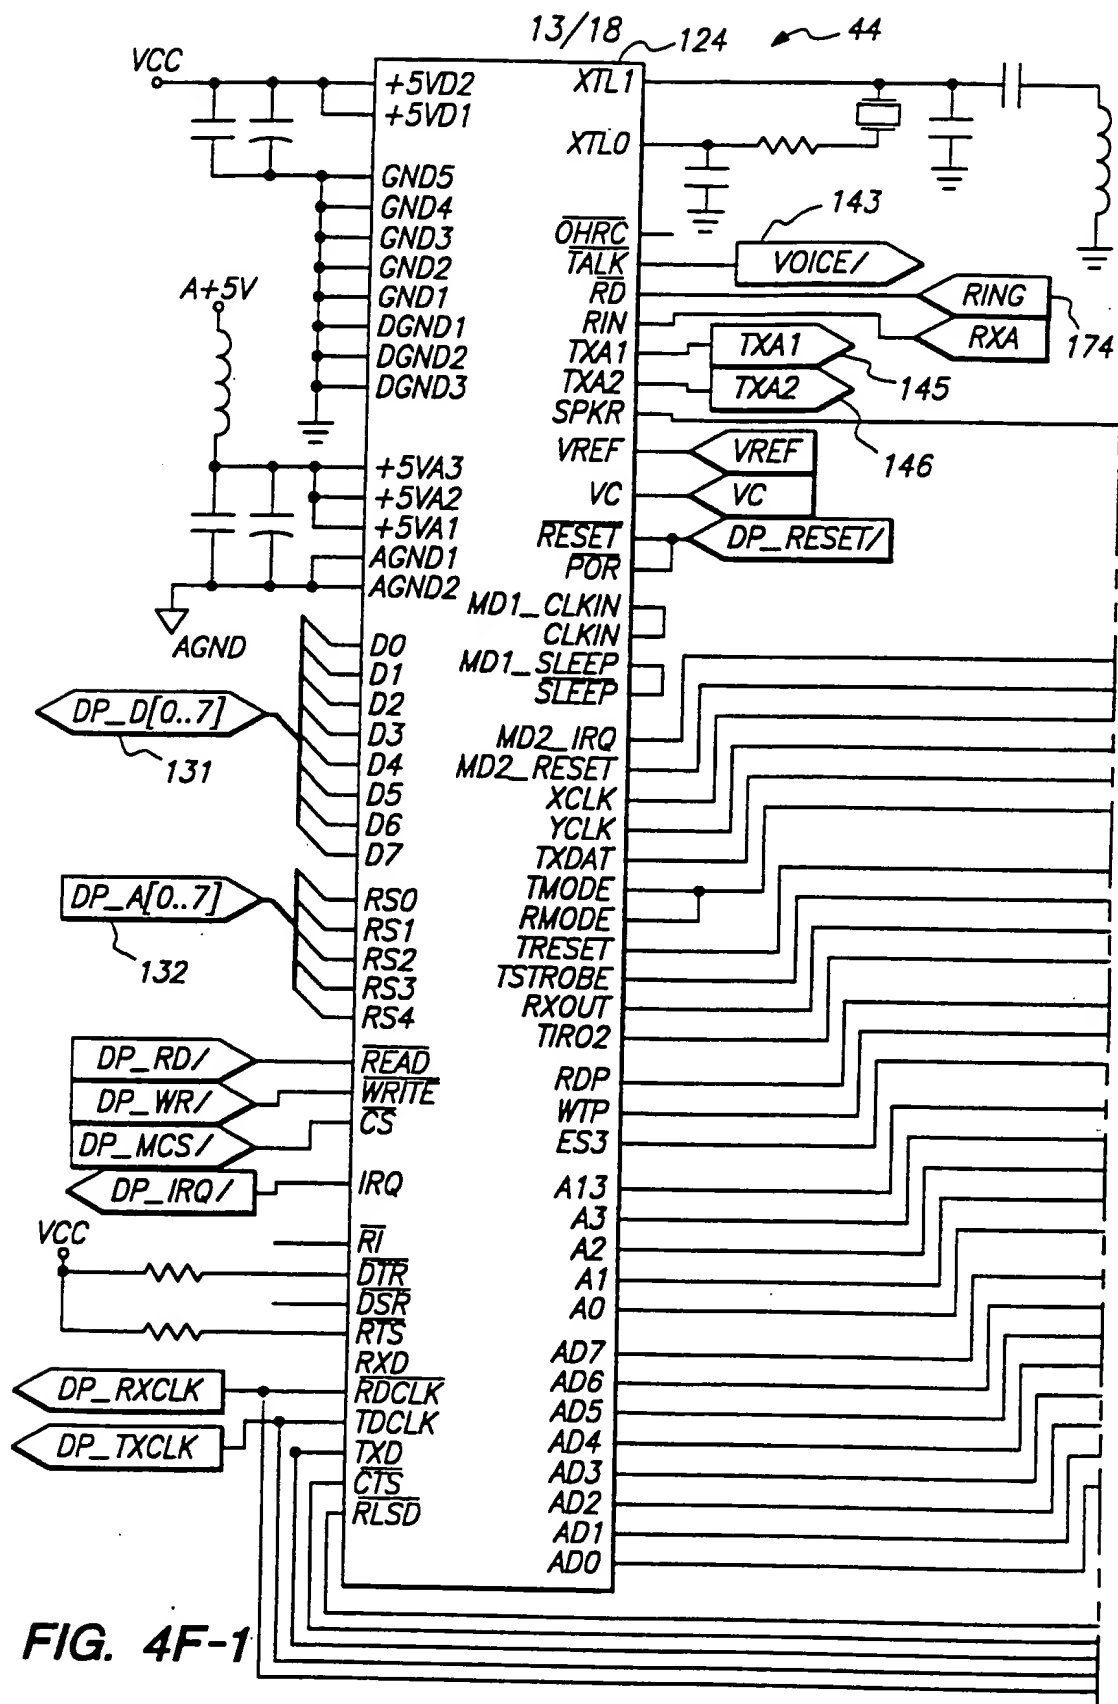 13/18
124
44
VCC
+5VD2
+5VD1
GND5
GND4
GND3
GND2
GND1
DGND1
DGND2
DGND3
A+5V
+5VA3
+5VA2
+5VA1
AGND1
AGND2
AGND
D0
D1
D2
D3
D4
D5
D6
D7
DP_D[0..7]
131
RS0
RS1
RS2
RS3
RS4
DP_A[0..7]
132
DP_RD/
DP_WR/
DP_MCS/
DP_IRQ/
READ
WRITE
CS
IRQ
VCC
RI
DTR
DSR
RTS
RXD
RDCLK
TDCLK
TXD
CTS
RLSD
DP_RXCLK
DP_TXCLK
XTL1
XTL0
OHRC
TALK
RD
RIN
TXA1
TXA2
SPKR
VREF
VC
RESET
POR
MD1_CLKIN
CLKIN
MD1_SLEEP
SLEEP
MD2_IRQ
MD2_RESET
XCLK
YCLK
TXDAT
TMODE
RMODE
TRESET
TSTROBE
RXOUT
TIRO2
RDP
WTP
ES3
A13
A3
A2
A1
A0
AD7
AD6
AD5
AD4
AD3
AD2
AD1
AD0
143
VOICE/
RING
RXA
174
TXA1
145
TXA2
146
VREF
VC
DP_RESET/
FIG. 4F-1